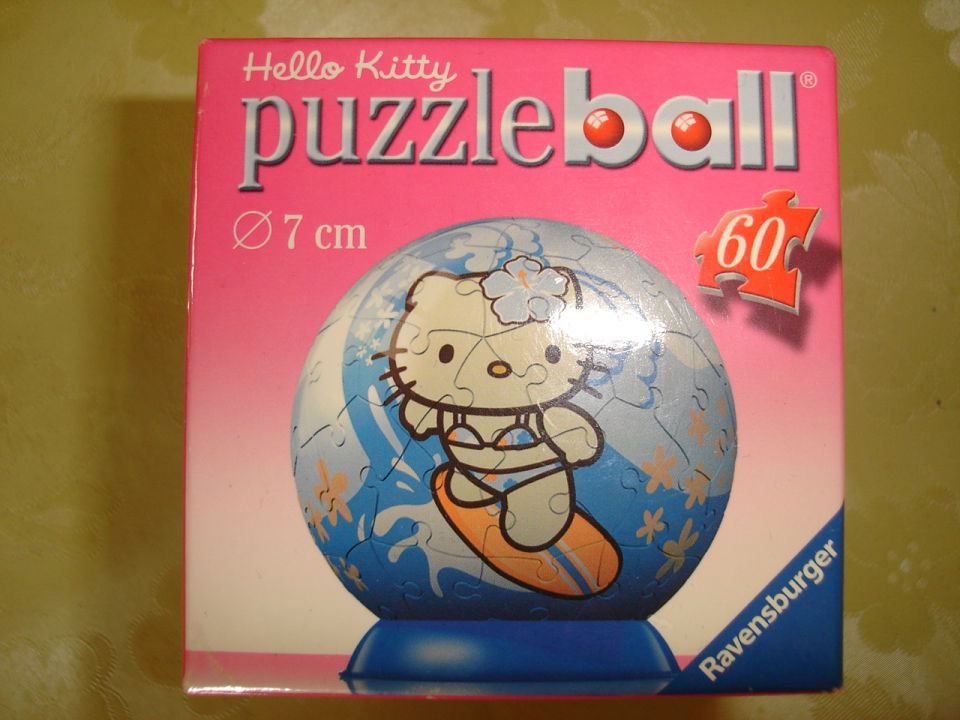 Hello Kitty
puzzleball®
Ø 7 cm
60
Ravensburger